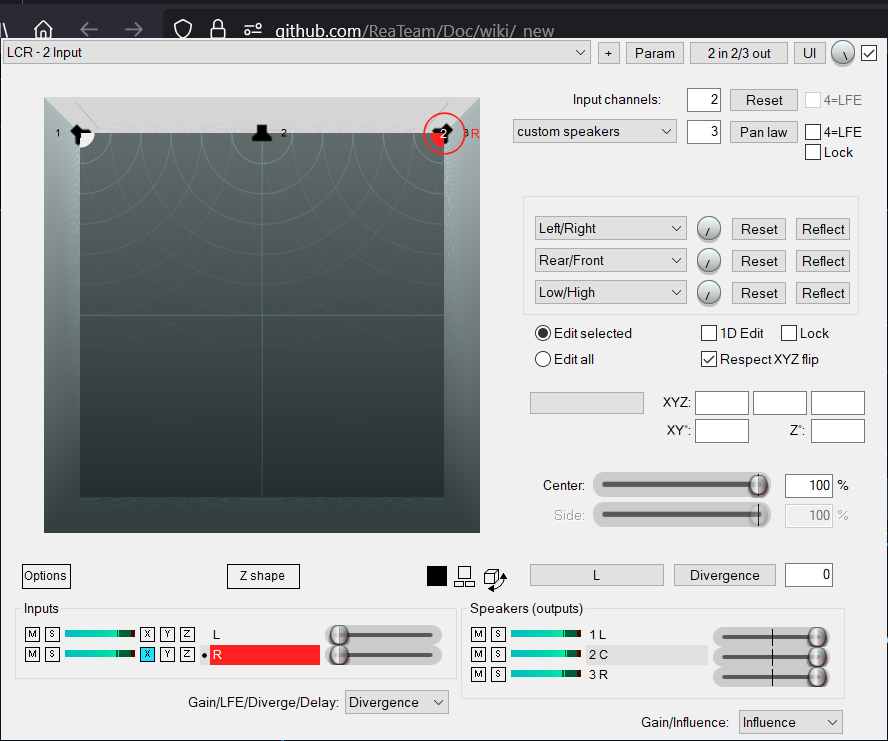 github.com/ReaTeam/Doc/wiki/_new
LCR - 2 Input
+
Param
2 in 2/3 out
UI
Input channels:
2
Reset
4=LFE
custom speakers
3
Pan law
4=LFE
Lock
1
2
2
3
R
Left/Right
Reset
Reflect
Rear/Front
Reset
Reflect
Low/High
Reset
Reflect
Edit selected
1D Edit
Lock
Edit all
Respect XYZ flip
XYZ:
XY°:
Z°:
Center:
100 %
Side:
100 %
Options
Z shape
L
Divergence
0
Inputs
M S X Y Z L
M S X Y Z R
Gain/LFE/Diverge/Delay:
Divergence
Speakers (outputs)
M S 1 L
M S 2 C
M S 3 R
Gain/Influence:
Influence